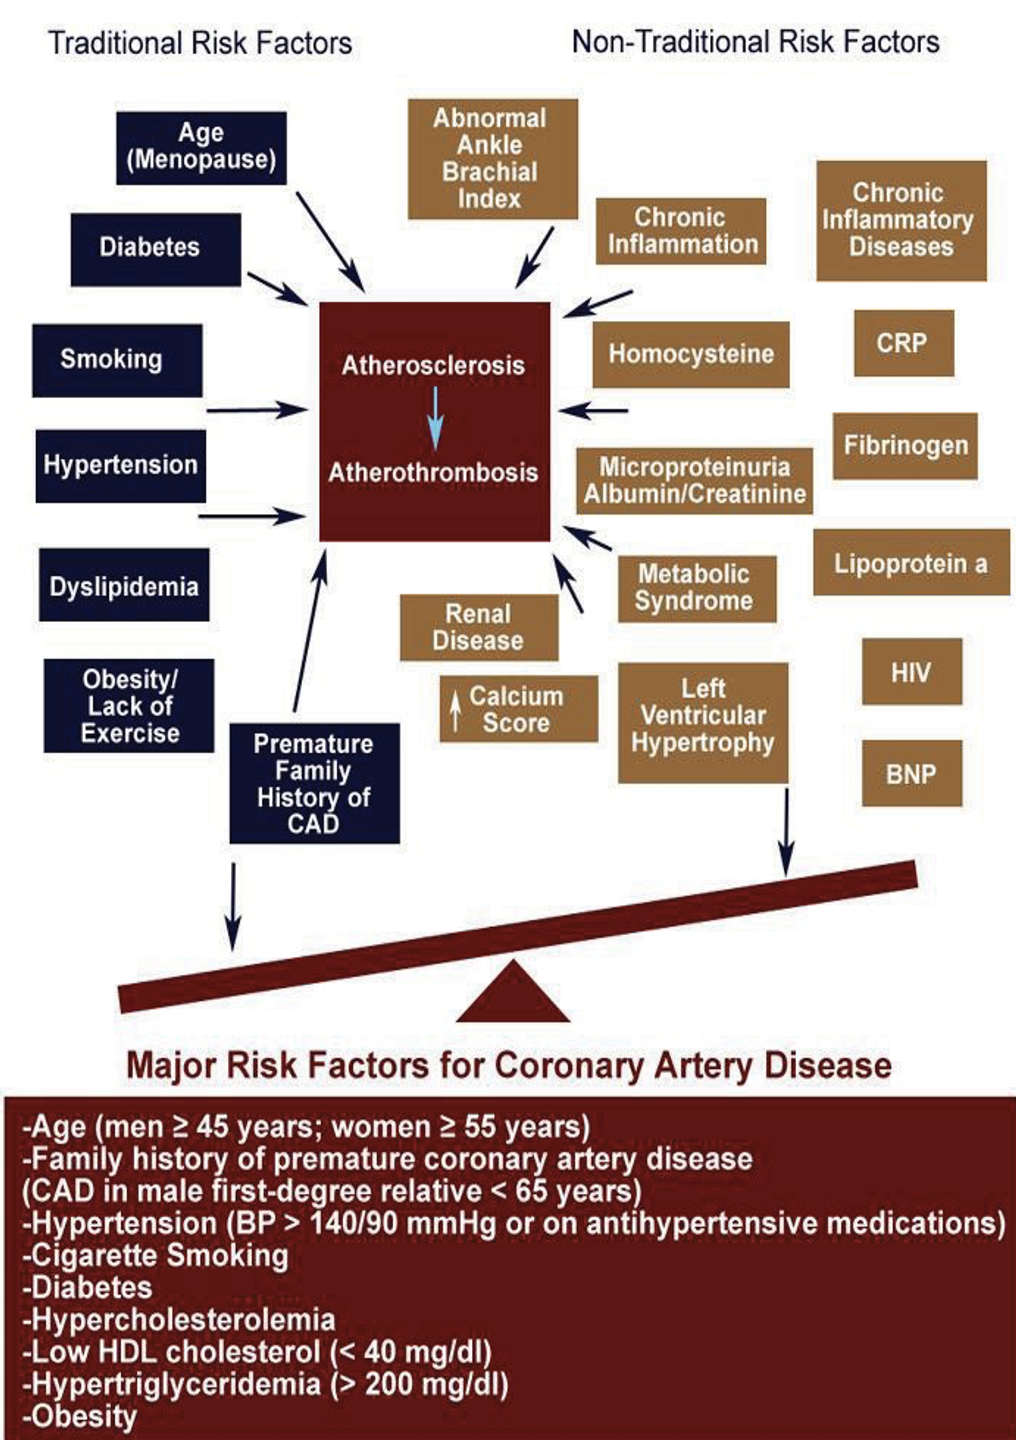 Traditional Risk Factors
Non-Traditional Risk Factors
Age
(Menopause)
Diabetes
Smoking
Hypertension
Dyslipidemia
Obesity/
Lack of
Exercise
Premature
Family
History of
CAD
Atherosclerosis
Atherothrombosis
Abnormal
Ankle
Brachial
Index
Chronic
Inflammation
Homocysteine
Microproteinuria
Albumin/Creatinine
Metabolic
Syndrome
Renal
Disease
Calcium
Score
Left
Ventricular
Hypertrophy
Chronic
Inflammatory
Diseases
CRP
Fibrinogen
Lipoprotein a
HIV
BNP
Major Risk Factors for Coronary Artery Disease
-Age (men ≥ 45 years; women ≥ 55 years)
-Family history of premature coronary artery disease
(CAD in male first-degree relative < 65 years)
-Hypertension (BP > 140/90 mmHg or on antihypertensive medications)
-Cigarette Smoking
-Diabetes
-Hypercholesterolemia
-Low HDL cholesterol (< 40 mg/dl)
-Hypertriglyceridemia (> 200 mg/dl)
-Obesity